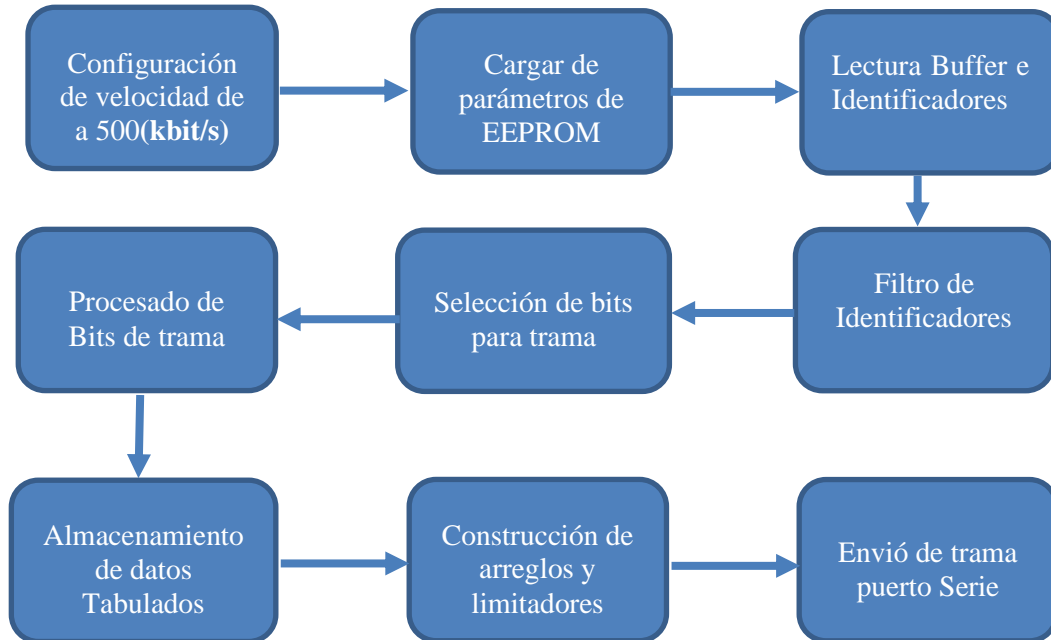 Configuración
de velocidad de
a 500(kbit/s)
Cargar de
parámetros de
EEPROM
Lectura Buffer e
Identificadores
Filtro de
Identificadores
Selección de bits
para trama
Procesado de
Bits de trama
Almacenamiento
de datos
Tabulados
Construcción de
arreglos y
limitadores
Envió de trama
puerto Serie